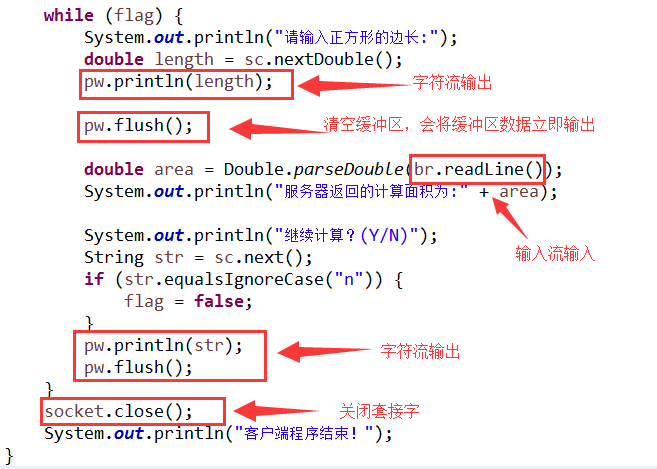 while (flag) {
System.out.println("请输入正方形的边长:");
double length = sc.nextDouble();
pw.println(length);
字符流输出
pw.flush();
清空缓冲区，会将缓冲区数据立即输出
double area = Double.parseDouble(br.readLine());
System.out.println("服务器返回的计算面积为:" + area);
输入流输入
System.out.println("继续计算？(Y/N)");
String str = sc.next();
if (str.equalsIgnoreCase("n")) {
flag = false;
}
pw.println(str);
字符流输出
pw.flush();
}
socket.close();
关闭套接字
System.out.println("客户端程序结束！");
}